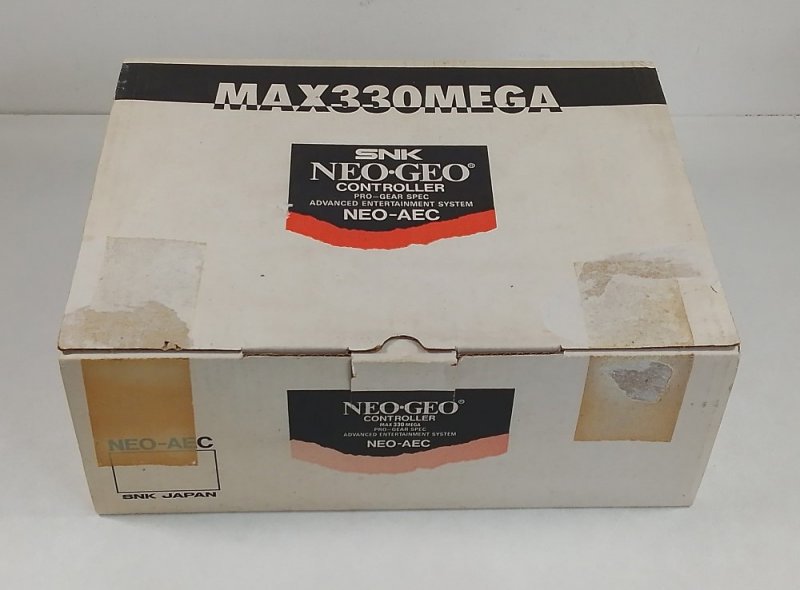 MAX330MEGA
SNK
NEO•GEO®
CONTROLLER
PRO-GEAR SPEC
ADVANCED ENTERTAINMENT SYSTEM
NEO-AEC
NEO•GEO®
CONTROLLER
MAX 330 MEGA
PRO-GEAR SPEC
ADVANCED ENTERTAINMENT SYSTEM
NEO-AEC
NEO-AEC
SNK JAPAN